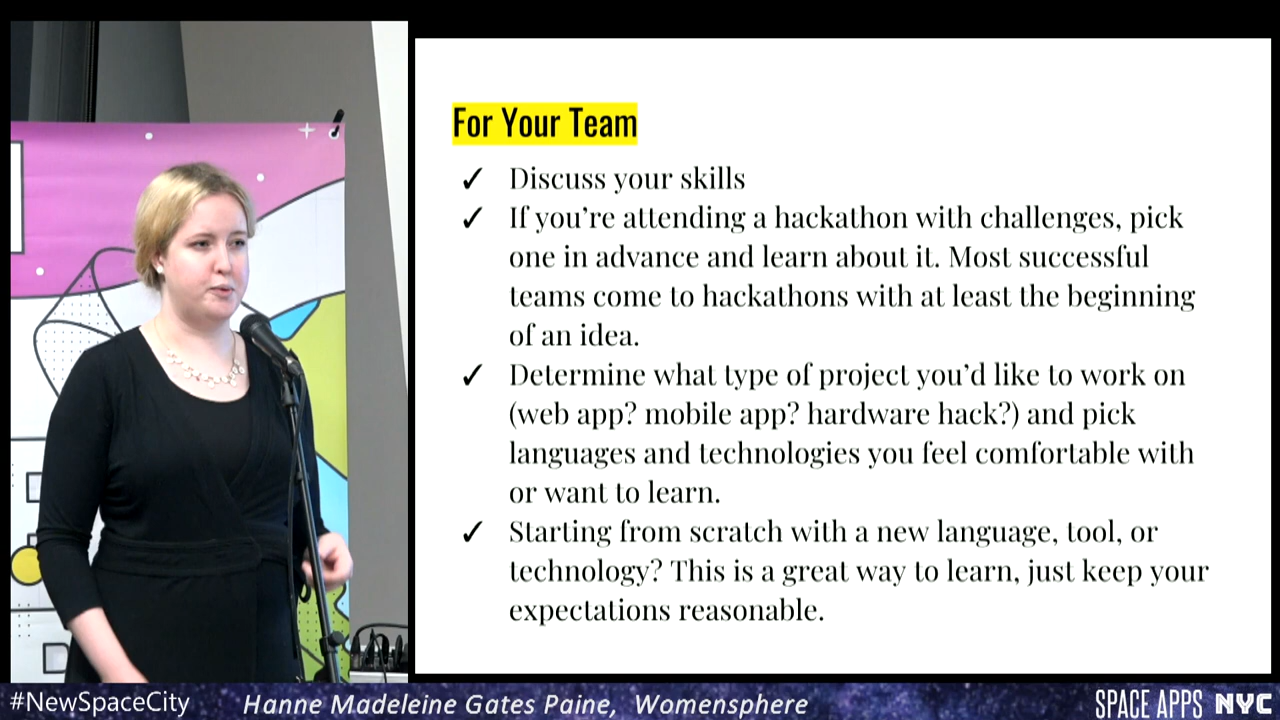 For Your Team
✓ Discuss your skills
✓ If you're attending a hackathon with challenges, pick
one in advance and learn about it. Most successful
teams come to hackathons with at least the beginning
of an idea.
✓ Determine what type of project you'd like to work on
(web app? mobile app? hardware hack?) and pick
languages and technologies you feel comfortable with
or want to learn.
✓ Starting from scratch with a new language, tool, or
technology? This is a great way to learn, just keep your
expectations reasonable.
#NewSpaceCity Hanne Madeleine Gates Paine, Womensphere SPACE APPS NYC